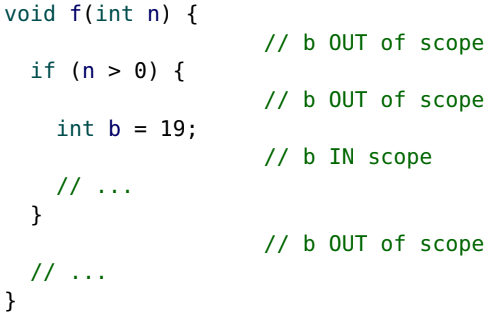 void f(int n) {
// b OUT of scope
if (n > 0) {
// b OUT of scope
int b = 19;
// b IN scope
// ...
}
// b OUT of scope
// ...
}